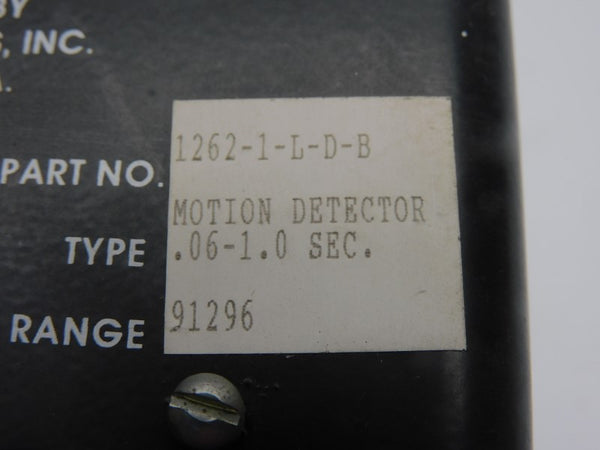 BY
, INC.
PART NO. 1262-1-L-D-B
MOTION DETECTOR
TYPE .06-1.0 SEC.
RANGE 91296